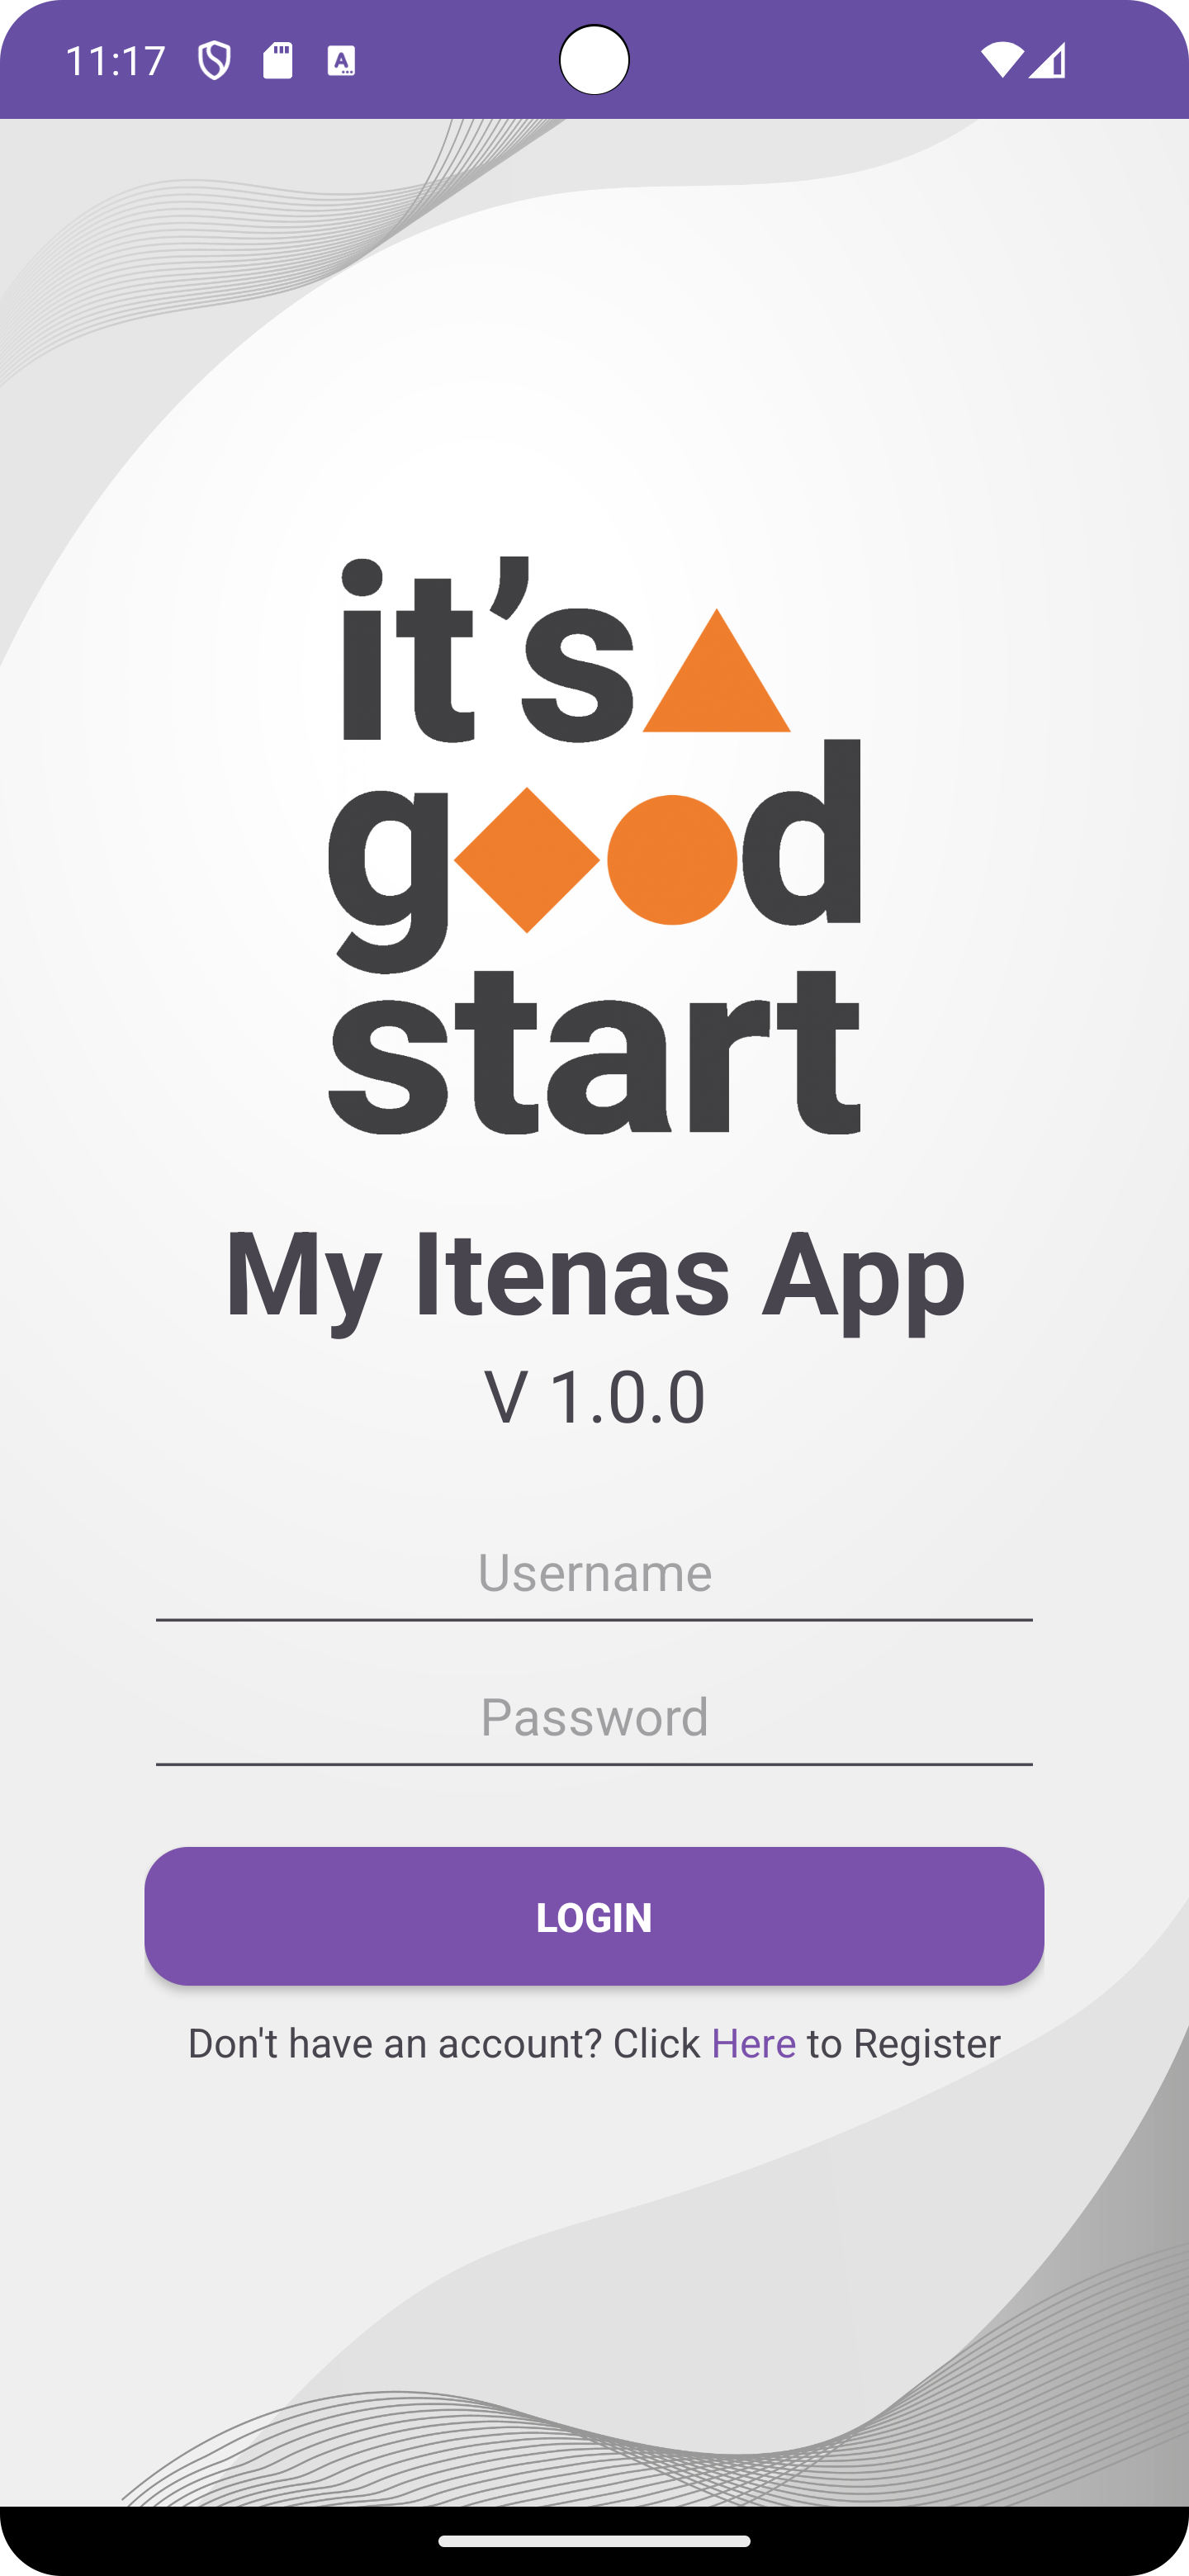 11:17
it's
good
start
My Itenas App
V 1.0.0
Username
Password
LOGIN
Don't have an account? Click Here to Register